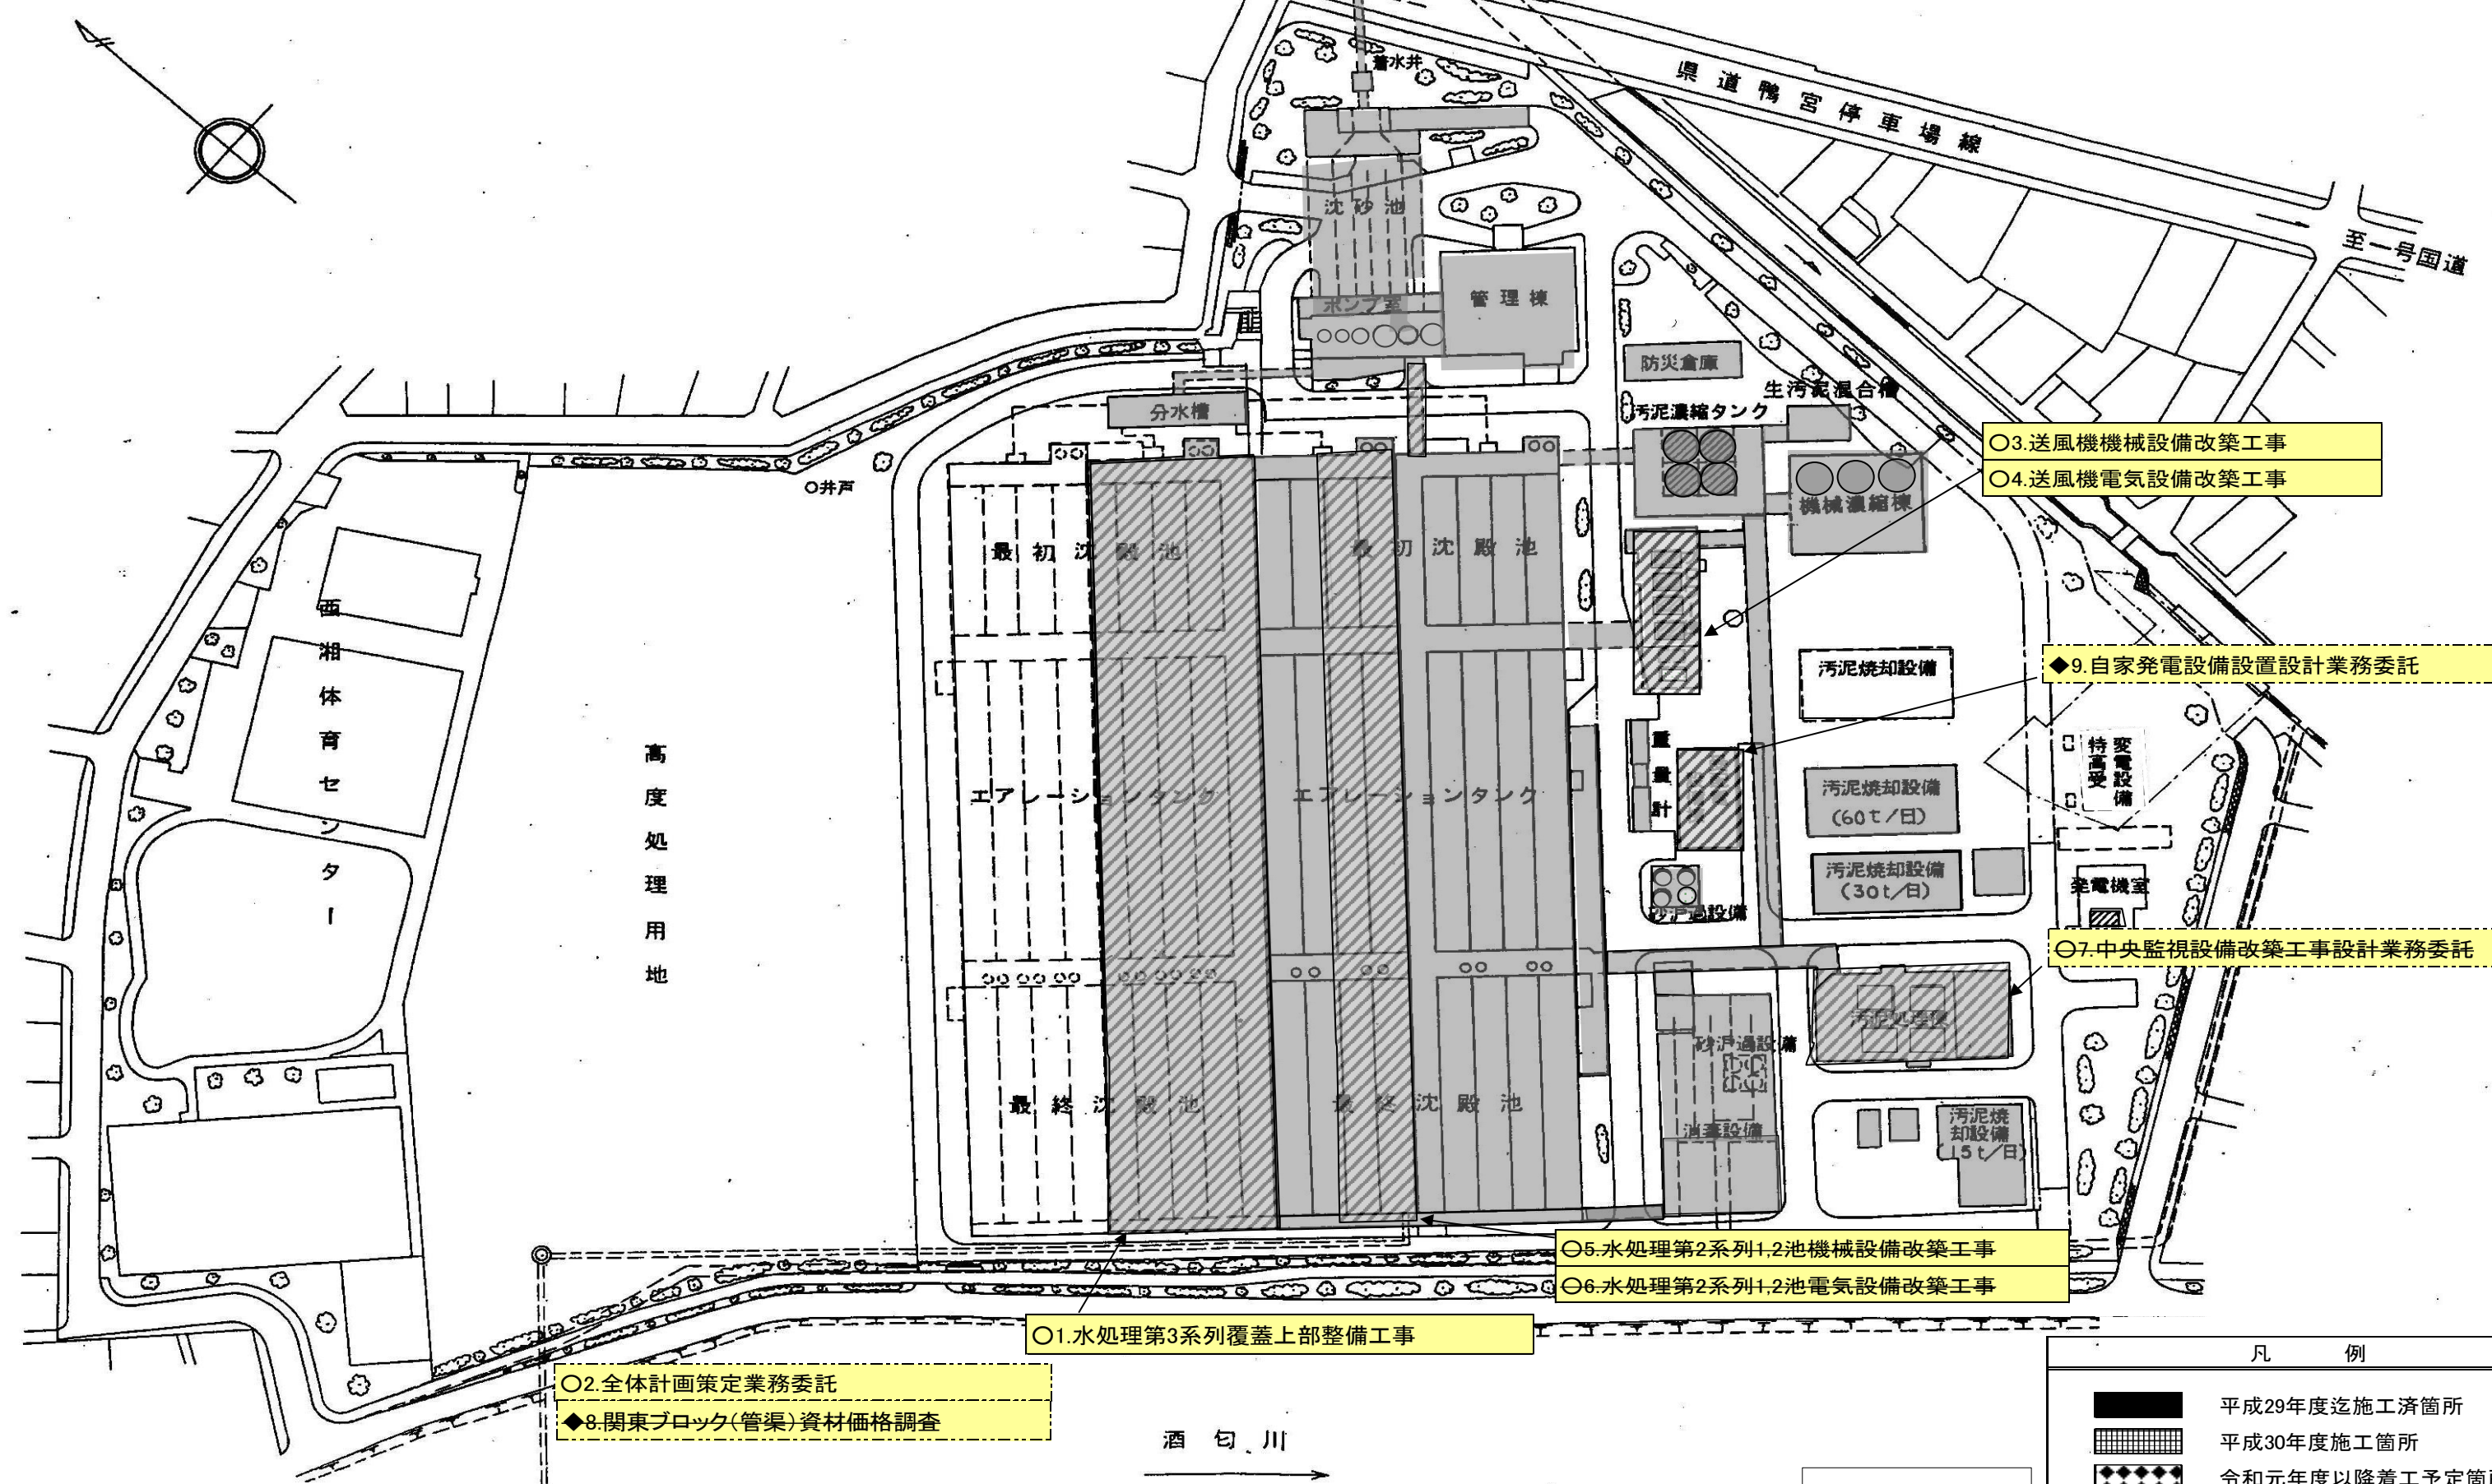 着水井
県道鴨宮停車場線
至一号国道
沈砂池
ポンプ室
管理棟
防災倉庫
生汚泥混合槽
汚泥濃縮タンク
分水槽
○3.送風機機械設備改築工事
○4.送風機電気設備改築工事
機械濃縮棟
○井戸
最初沈殿池
最初沈殿池
西湘体育センター
高度処理用地
汚泥焼却設備
◆9.自家発電設備設置設計業務委託
重量計
特高受
変電設備
エアレーションタンク
エアレーションタンク
汚泥焼却設備
(60t/日)
汚泥焼却設備
(30t/日)
発電機室
砂沪過設備
○7.中央監視設備改築工事設計業務委託
汚泥処理棟
砂沪過設備
最終沈殿池
最終沈殿池
消毒設備
汚泥焼
却設備
(15t/日)
○5.水処理第2系列1,2池機械設備改築工事
○6.水処理第2系列1,2池電気設備改築工事
○1.水処理第3系列覆蓋上部整備工事
○2.全体計画策定業務委託
◆8.関東ブロック(管渠)資材価格調査
酒匂川
凡例
平成29年度迄施工済箇所
平成30年度施工箇所
令和元年度以降着工予定箇